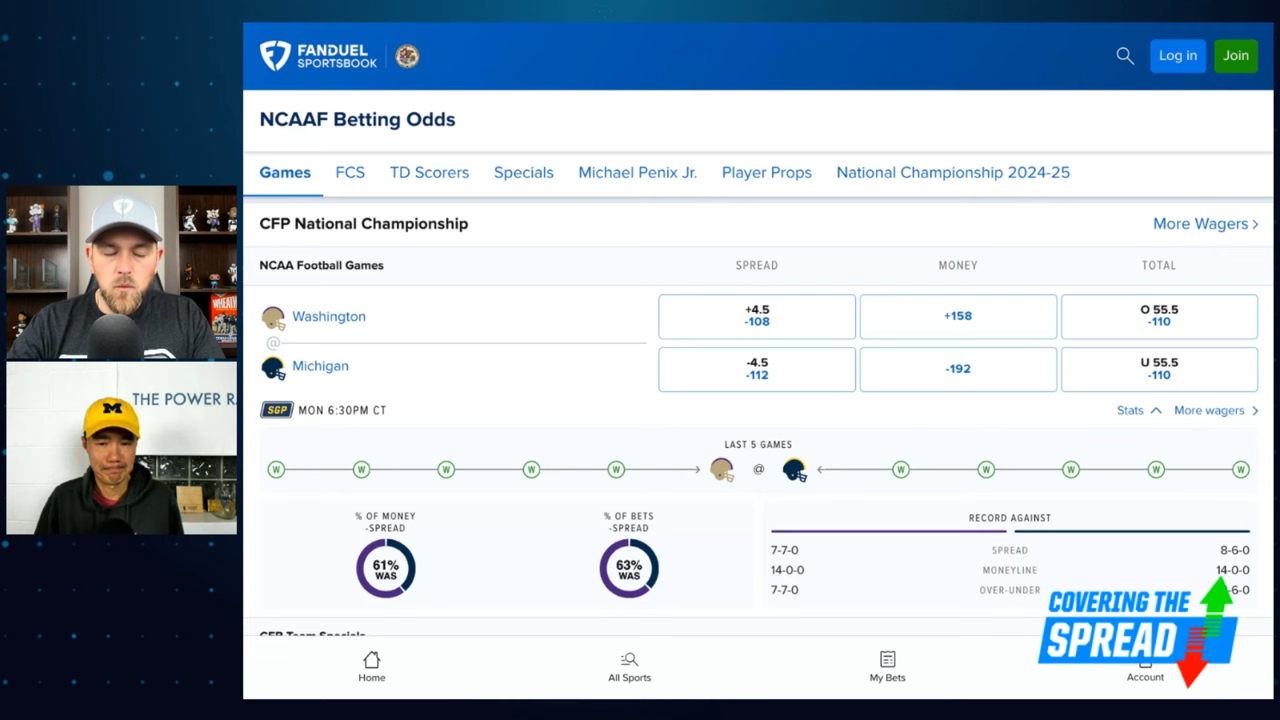 FANDUEL
SPORTSBOOK
Log in
Join
NCAAF Betting Odds
Games FCS TD Scorers Specials Michael Penix Jr. Player Props National Championship 2024-25
CFP National Championship
More Wagers >
NCAA Football Games SPREAD MONEY TOTAL
Washington +4.5 -108 +158 O 55.5 -110
@
Michigan -4.5 -112 -192 U 55.5 -110
SGP MON 6:30PM CT Stats More wagers >
LAST 5 GAMES
W W W W W @ W W W W W
% OF MONEY
-SPREAD
61%
WAS
% OF BETS
-SPREAD
63%
WAS
RECORD AGAINST
7-7-0 SPREAD 8-6-0
14-0-0 MONEYLINE 14-0-0
7-7-0 OVER-UNDER 6-0
CFB Team Specials
Home
All Sports
My Bets
Account
COVERING THE
SPREAD
M
THE POWER